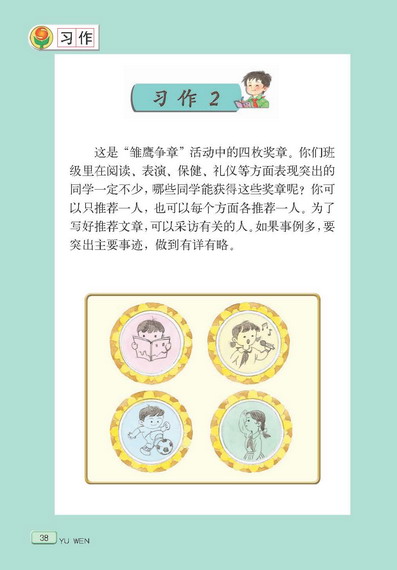 习作
习 作 2
这是“雏鹰争章”活动中的四枚奖章。你们班
级里在阅读、表演、保健、礼仪等方面表现突出的
同学一定不少，哪些同学能获得这些奖章呢？你可
以只推荐一人，也可以每个方面各推荐一人。为了
写好推荐文章，可以采访有关的人。如果事例多，要
突出主要事迹，做到有详有略。
38
YU WEN